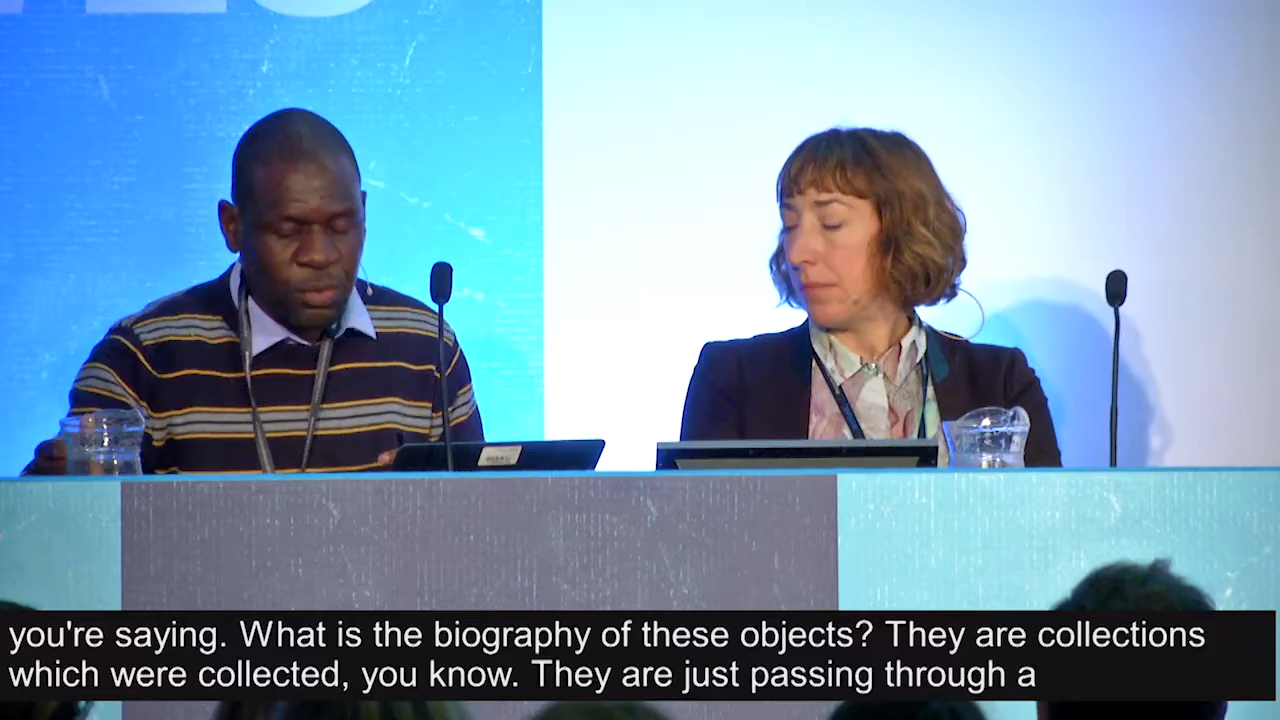 you're saying. What is the biography of these objects? They are collections
which were collected, you know. They are just passing through a